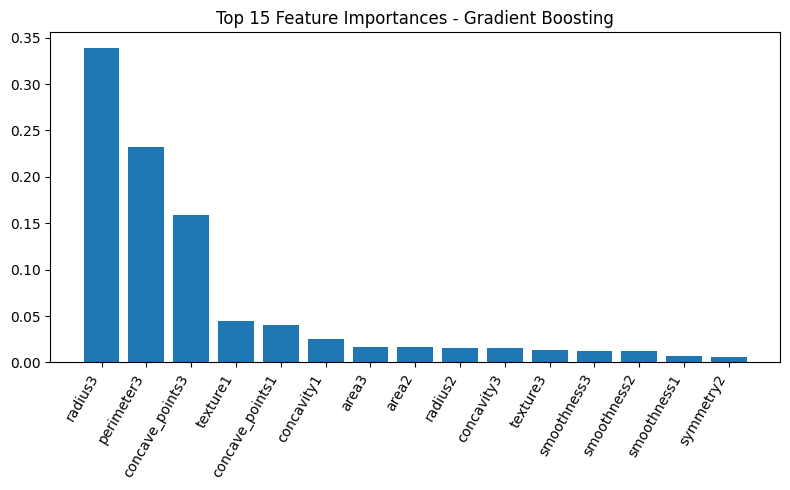 Top 15 Feature Importances - Gradient Boosting
0.35
0.30
0.25
0.20
0.15
0.10
0.05
0.00
radius3
perimeter3
concave_points3
texture1
concave_points1
concavity1
area3
area2
radius2
concavity3
texture3
smoothness3
smoothness2
smoothness1
symmetry2